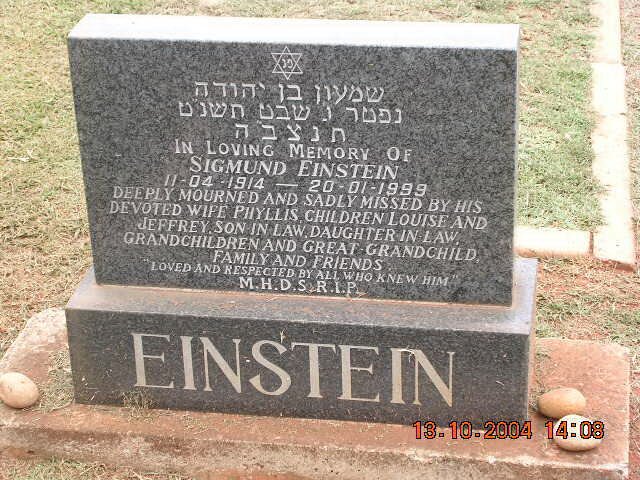 פנ
שמעון בן יהודה
נפטר ג׳ שבט תשנ״ט
ת נ צ ב ה
IN LOVING MEMORY OF
SIGMUND EINSTEIN
11-04-1914 — 20-01-1999
DEEPLY MOURNED AND SADLY MISSED BY HIS
DEVOTED WIFE PHYLLIS, CHILDREN LOUISE AND
JEFFREY, SON IN LAW, DAUGHTER IN LAW,
GRANDCHILDREN AND GREAT-GRANDCHILD,
FAMILY AND FRIENDS
"LOVED AND RESPECTED BY ALL WHO KNEW HIM."
M.H.D.S.R.I.P.
EINSTEIN
13-10-2004 14:08